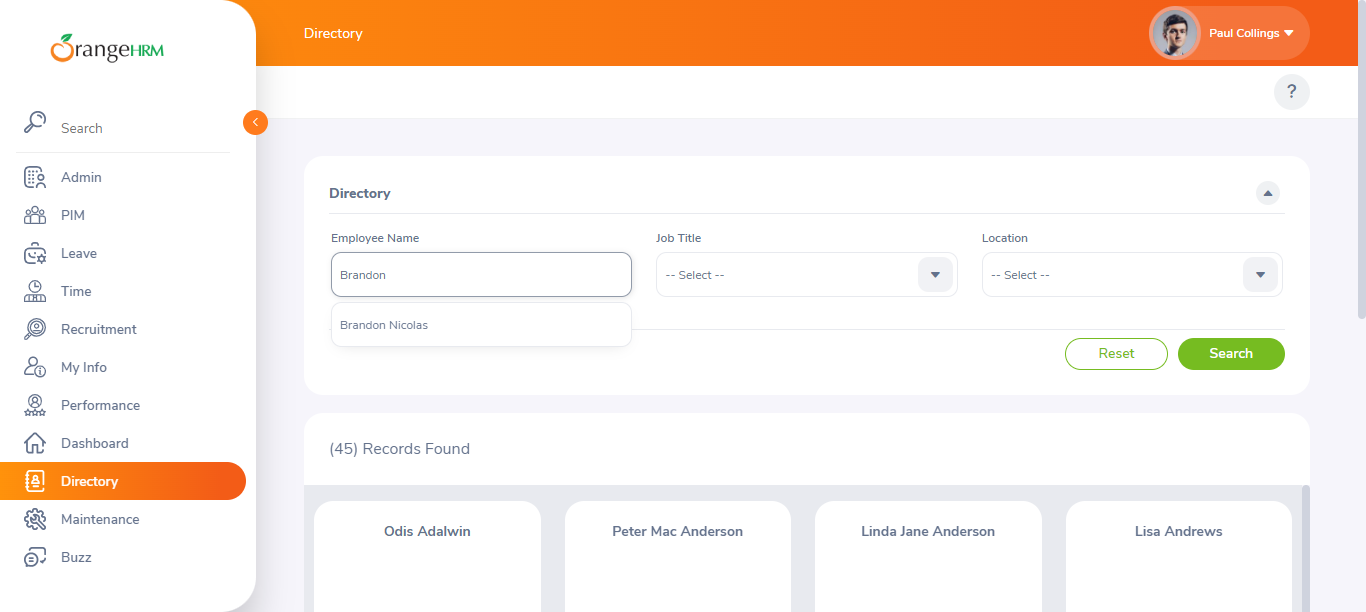 OrangeHRM
Directory
Paul Collings
?
Search
Admin
PIM
Leave
Time
Recruitment
My Info
Performance
Dashboard
Directory
Maintenance
Buzz
Directory
Employee Name
Job Title
Location
Brandon
-- Select --
-- Select --
Brandon Nicolas
Reset
Search
(45) Records Found
Odis Adalwin
Peter Mac Anderson
Linda Jane Anderson
Lisa Andrews